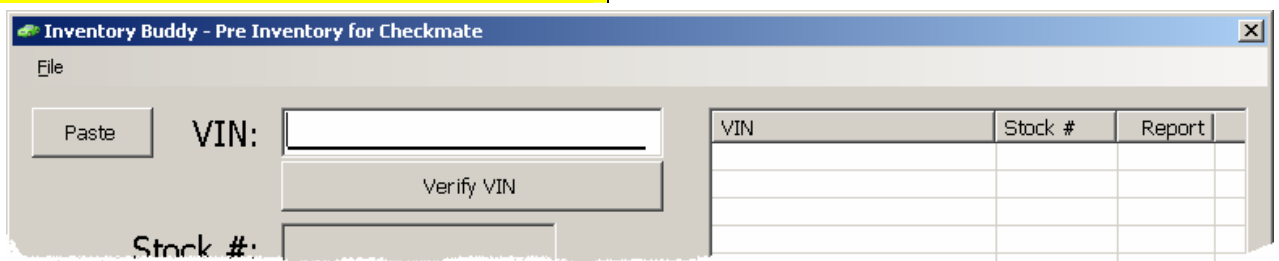 Inventory Buddy - Pre Inventory for Checkmate
File
Paste VIN: VIN Stock # Report
Verify VIN
Stock #: